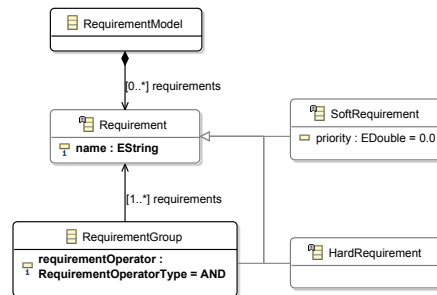 RequirementModel
[0..*] requirements
Requirement
name : EString
SoftRequirement
priority : EDouble = 0.0
[1..*] requirements
RequirementGroup
requirementOperator :
RequirementOperatorType = AND
HardRequirement